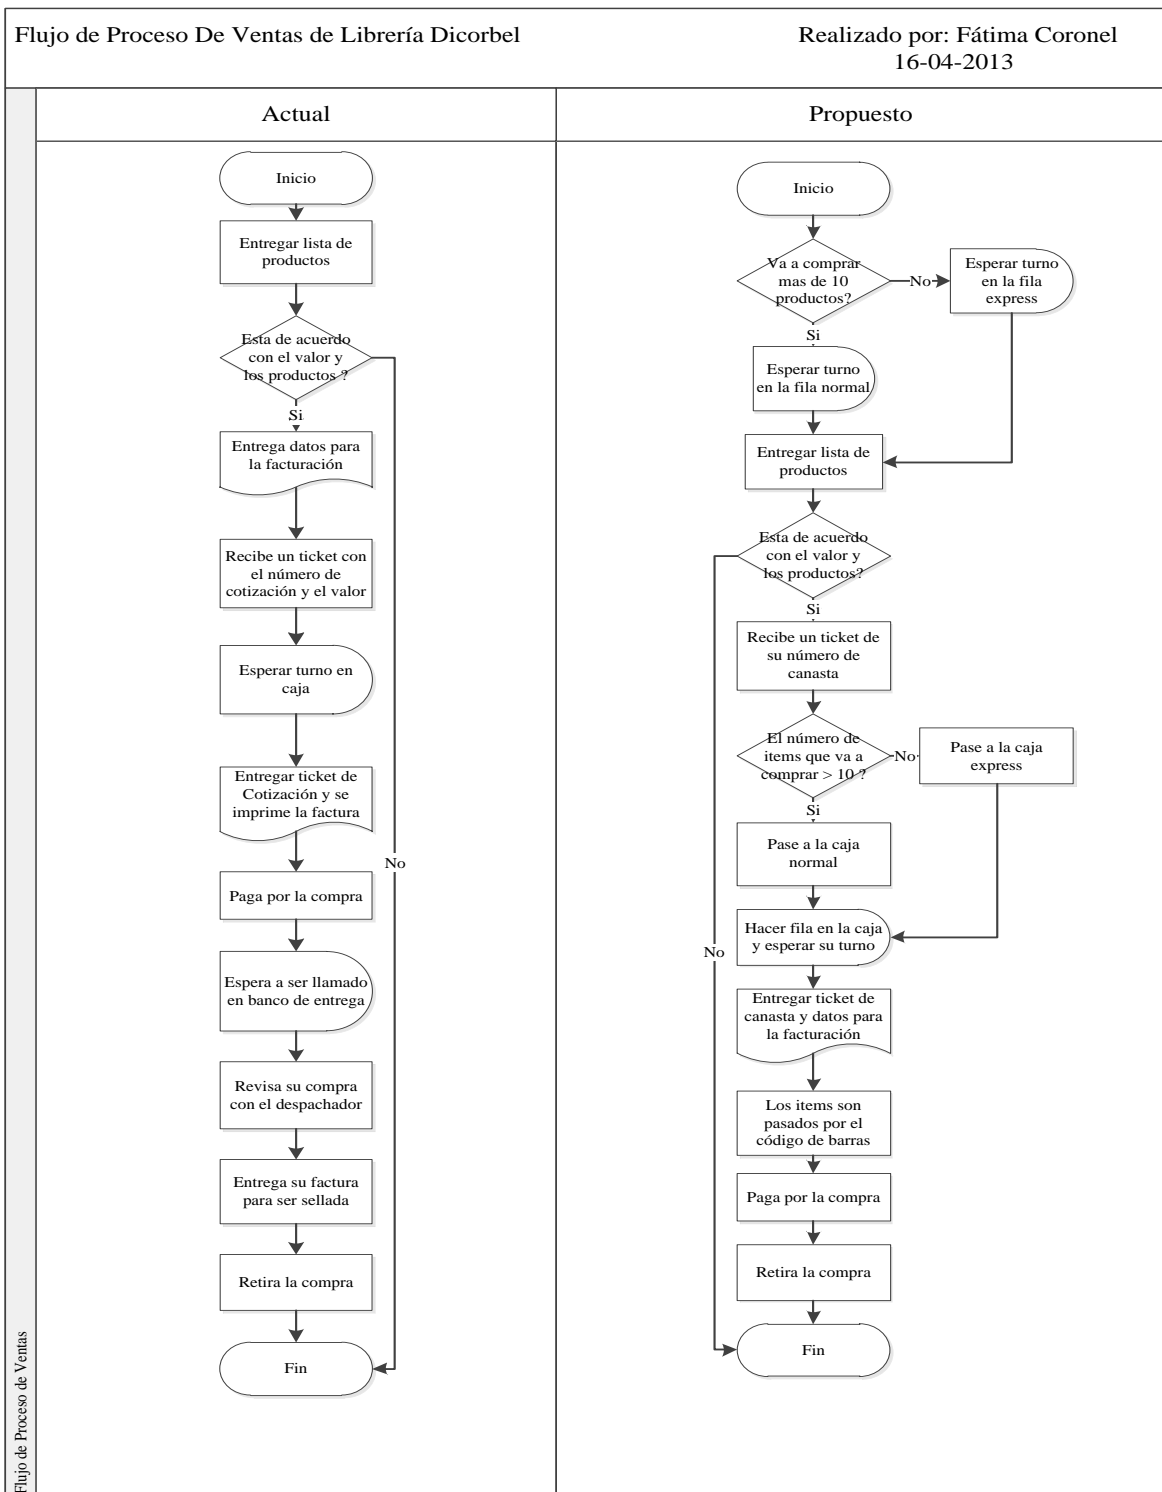 Flujo de Proceso De Ventas de Librería Dicorbel
Realizado por: Fátima Coronel
16-04-2013
Flujo de Proceso de Ventas
Actual
Inicio
Entregar lista de
productos
Esta de acuerdo
con el valor y
los productos ?
Si
No
Entrega datos para
la facturación
Recibe un ticket con
el número de
cotización y el valor
Esperar turno en
caja
Entregar ticket de
Cotización y se
imprime la factura
Paga por la compra
Espera a ser llamado
en banco de entrega
Revisa su compra
con el despachador
Entrega su factura
para ser sellada
Retira la compra
Fin
Propuesto
Inicio
Va a comprar
mas de 10
productos?
No
Esperar turno
en la fila
express
Si
Esperar turno
en la fila normal
Entregar lista de
productos
Esta de acuerdo
con el valor y
los productos?
No
Si
Recibe un ticket de
su número de
canasta
El número de
items que va a
comprar > 10 ?
No
Pase a la caja
express
Si
Pase a la caja
normal
Hacer fila en la caja
y esperar su turno
Entregar ticket de
canasta y datos para
la facturación
Los items son
pasados por el
código de barras
Paga por la compra
Retira la compra
Fin